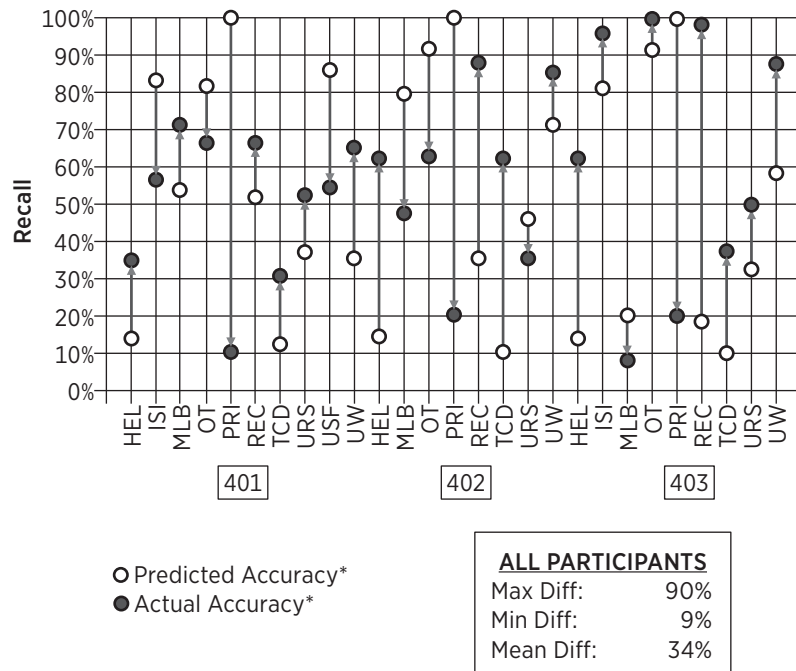 100%
90%
80%
70%
60%
50%
40%
30%
20%
10%
0%
Recall
HEL ISI MLB OT PRI REC TCD URS USF UW HEL MLB OT PRI REC TCD URS UW HEL ISI MLB OT PRI REC TCD URS UW
401 402 403
Predicted Accuracy*
Actual Accuracy*
ALL PARTICIPANTS
Max Diff: 90%
Min Diff: 9%
Mean Diff: 34%